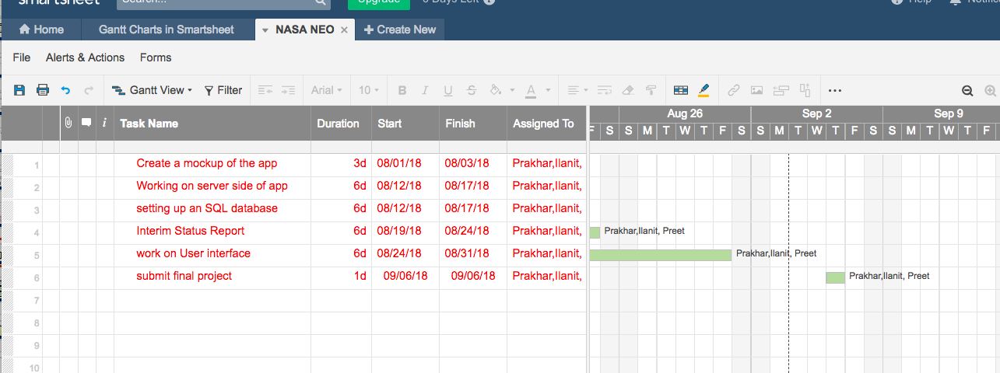 smartsheet Search... Upgrade Days Left Help
Home Gantt Charts in Smartsheet NASA NEO Create New
File Alerts & Actions Forms
Gantt View Filter Arial 10 B I U S A ...
i Task Name Duration Start Finish Assigned To Aug 26 Sep 2 Sep 9
F S S M T W T F S S M T W T F S S M T W T F
1 Create a mockup of the app 3d 08/01/18 08/03/18 Prakhar,Ilanit,
2 Working on server side of app 6d 08/12/18 08/17/18 Prakhar,Ilanit,
3 setting up an SQL database 6d 08/12/18 08/17/18 Prakhar,Ilanit,
4 Interim Status Report 6d 08/19/18 08/24/18 Prakhar,Ilanit, Prakhar,Ilanit, Preet
5 work on User interface 6d 08/24/18 08/31/18 Prakhar,Ilanit, Prakhar,Ilanit, Preet
6 submit final project 1d 09/06/18 09/06/18 Prakhar,Ilanit, Prakhar,Ilanit, Preet
7
8
9
10